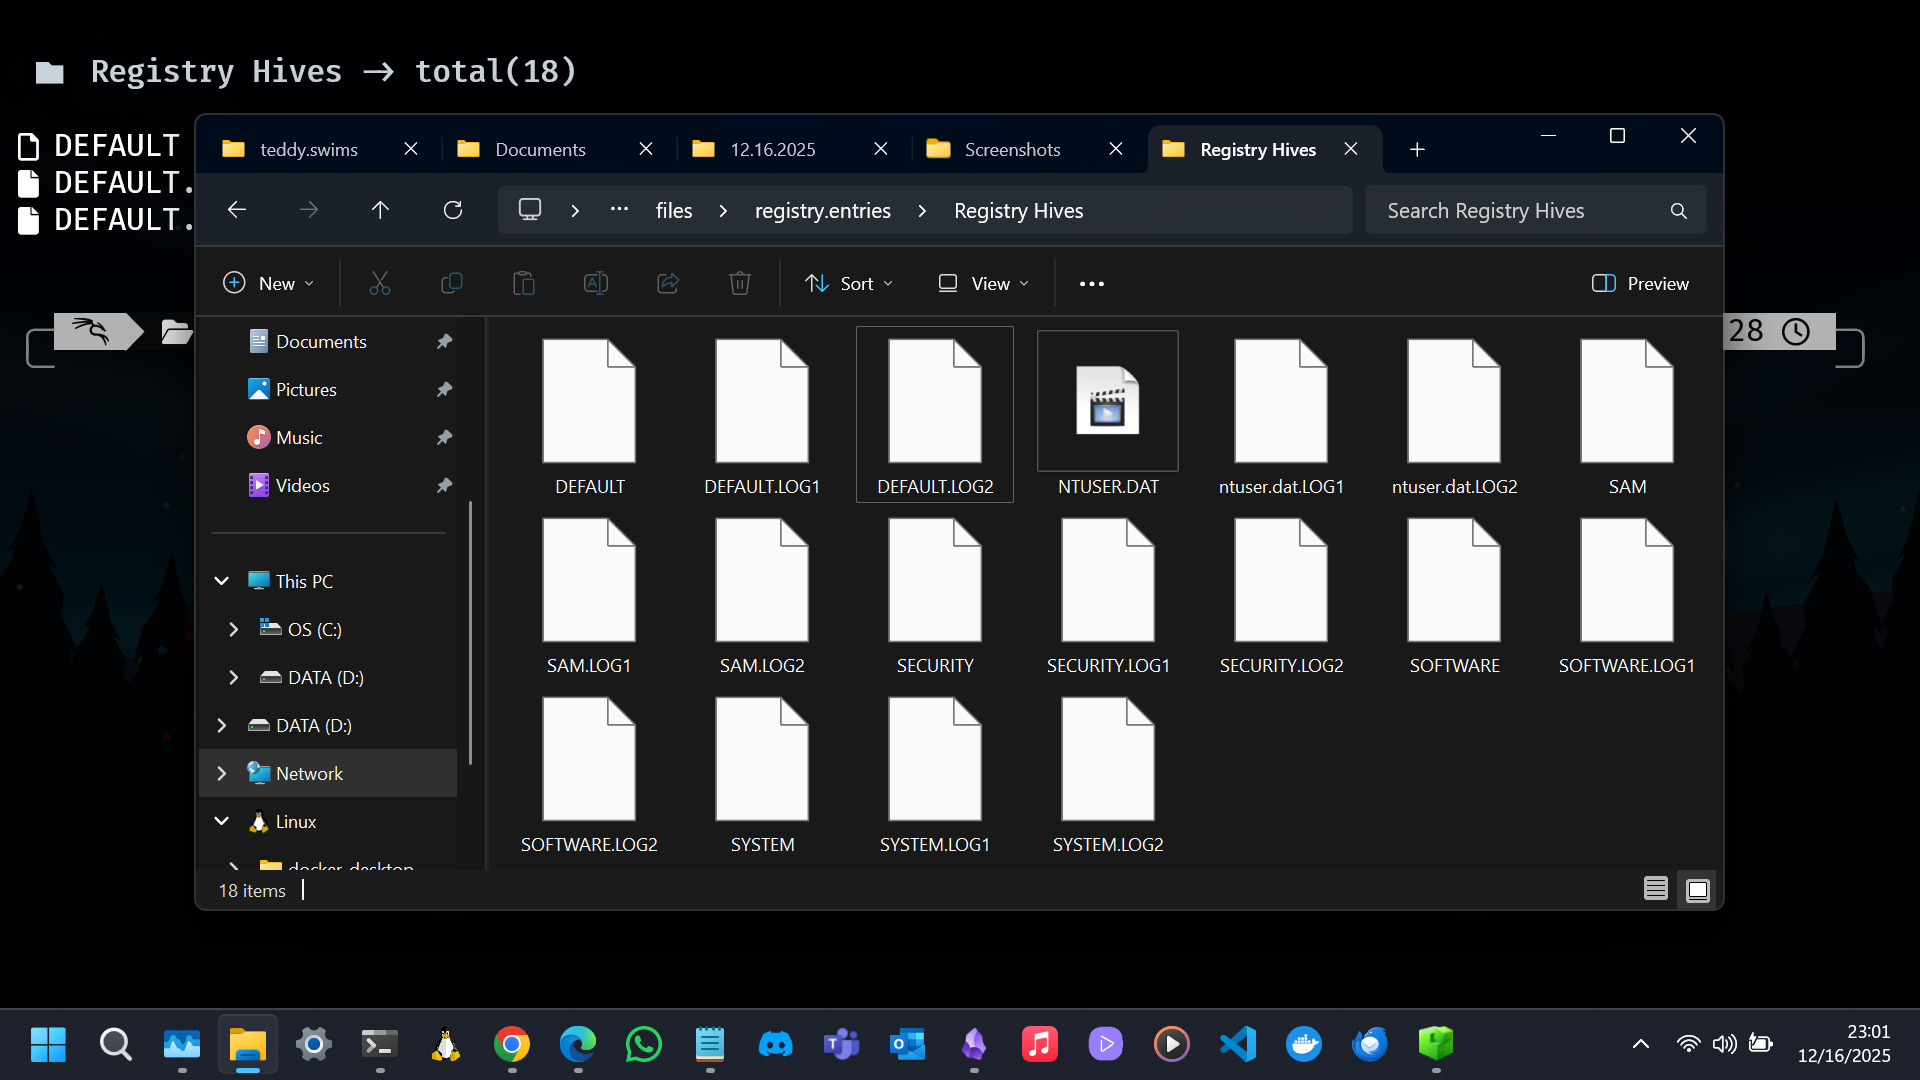 Registry Hives → total(18)
DEFAULT
DEFAULT.
DEFAULT.
teddy.swims
Documents
12.16.2025
Screenshots
Registry Hives
files
registry.entries
Registry Hives
Search Registry Hives
New
Sort
View
Preview
Documents
Pictures
Music
Videos
This PC
OS (C:)
DATA (D:)
DATA (D:)
Network
Linux
docker-desktop
28
DEFAULT
DEFAULT.LOG1
DEFAULT.LOG2
NTUSER.DAT
ntuser.dat.LOG1
ntuser.dat.LOG2
SAM
SAM.LOG1
SAM.LOG2
SECURITY
SECURITY.LOG1
SECURITY.LOG2
SOFTWARE
SOFTWARE.LOG1
SOFTWARE.LOG2
SYSTEM
SYSTEM.LOG1
SYSTEM.LOG2
18 items
23:01
12/16/2025